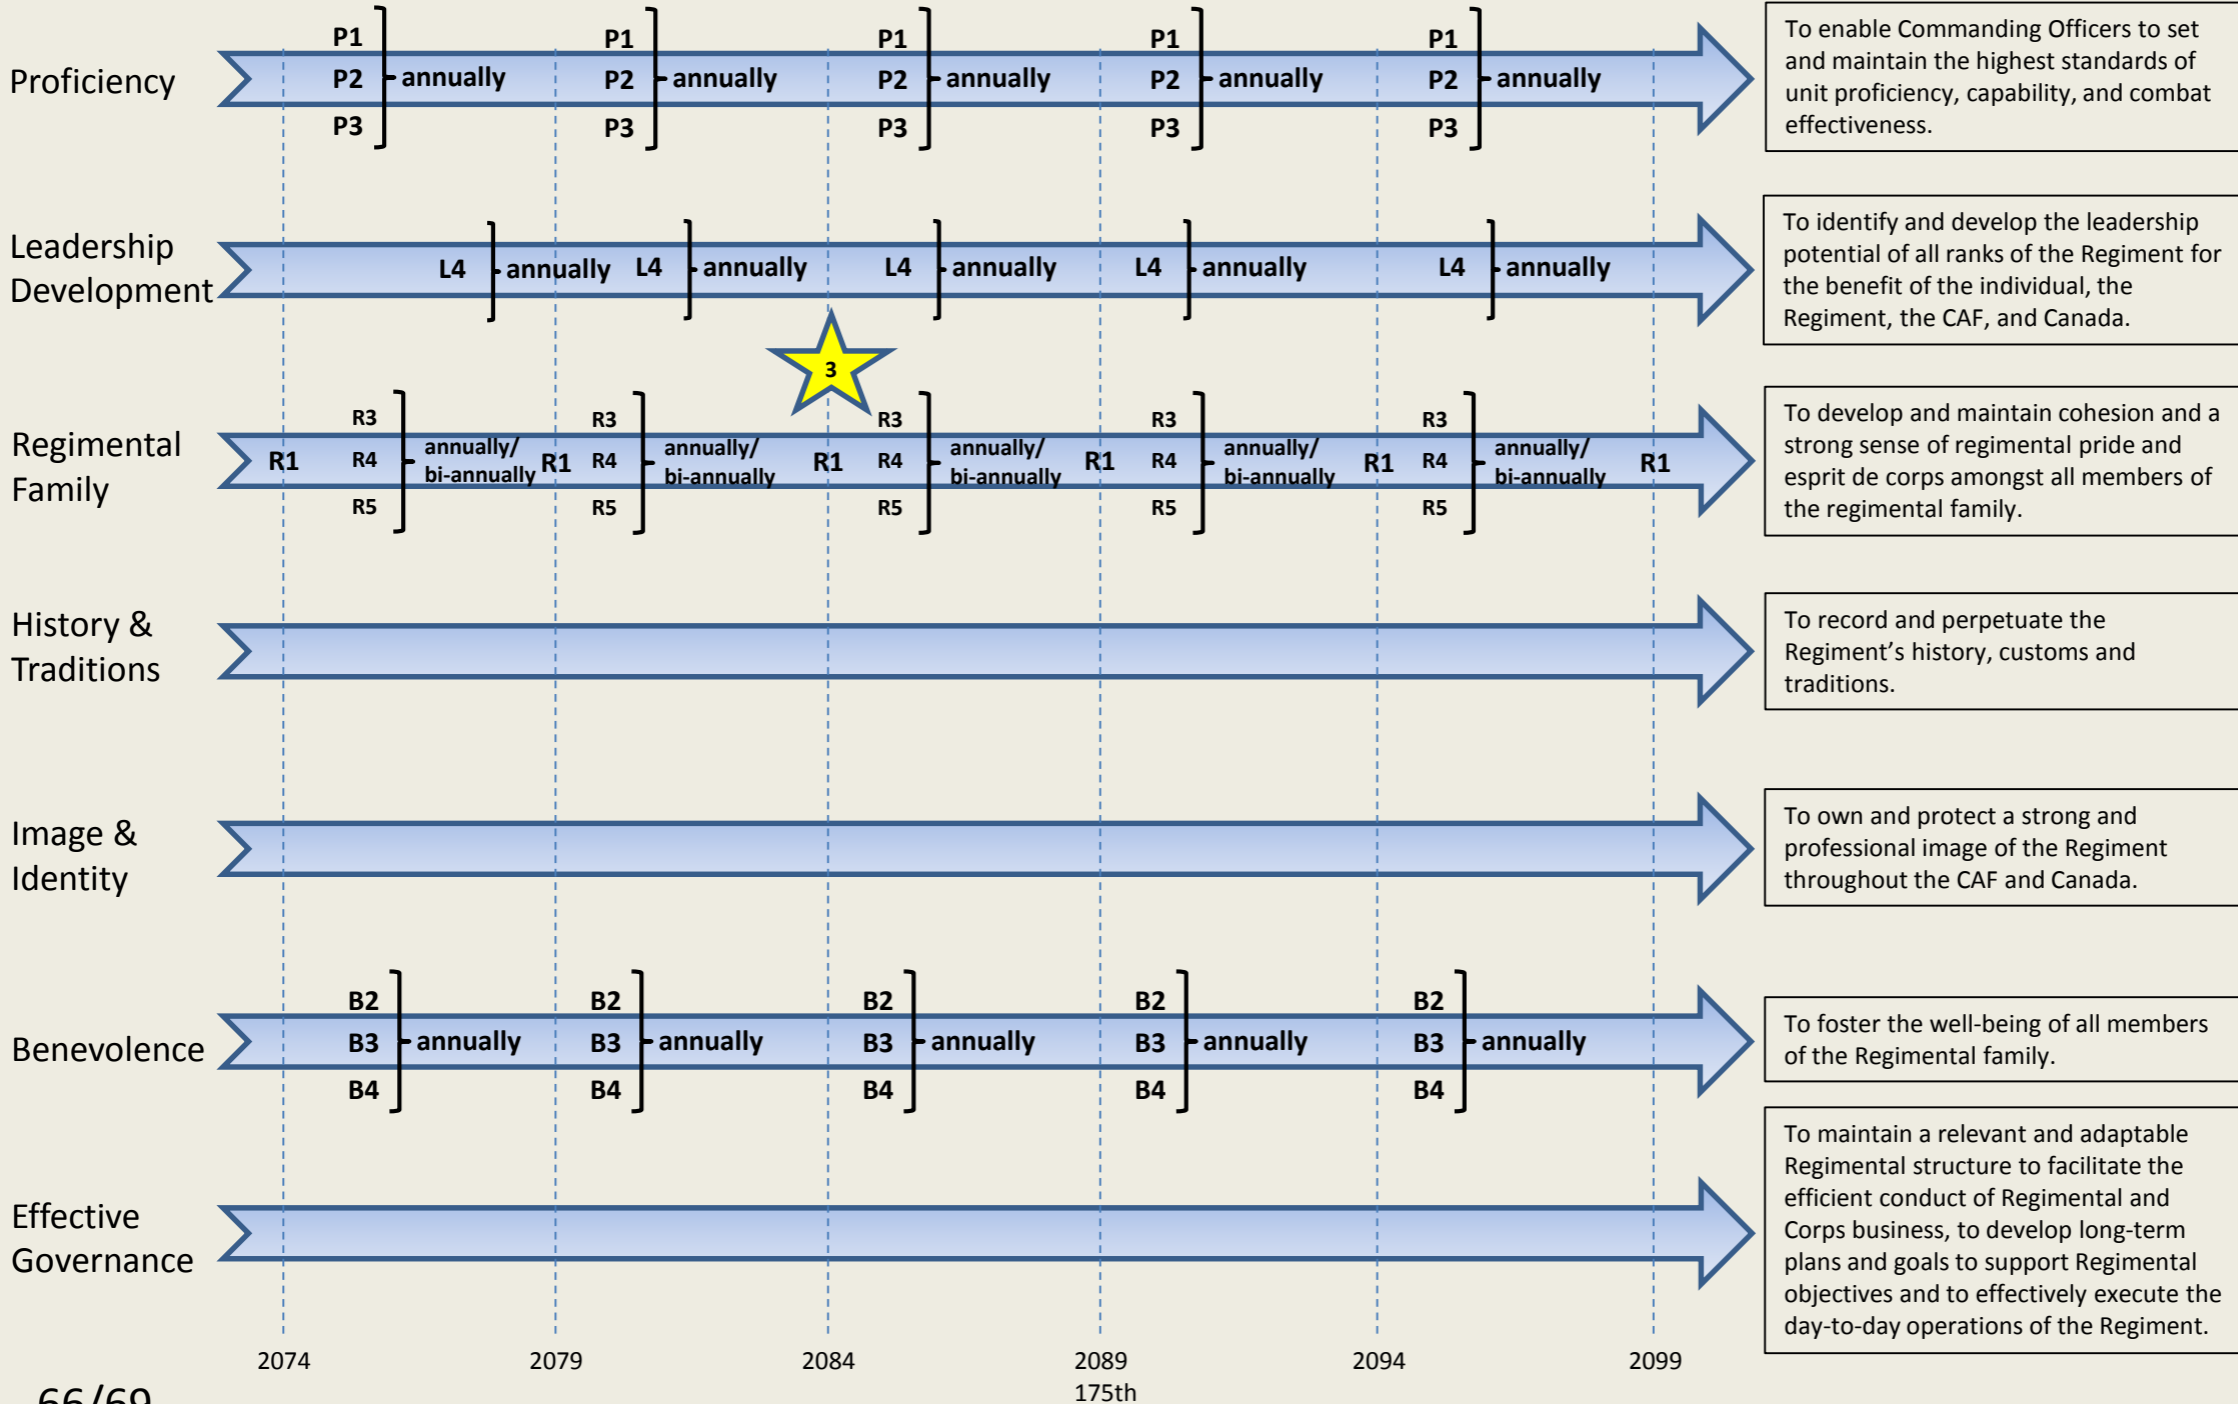 P1 P1 P1 P1 P1
Proficiency P2 annually P2 annually P2 annually P2 annually P2 annually
P3 P3 P3 P3 P3
To enable Commanding Officers to set
and maintain the highest standards of
unit proficiency, capability, and combat
effectiveness.
Leadership
Development
L4 annually L4 annually L4 annually L4 annually L4 annually
To identify and develop the leadership
potential of all ranks of the Regiment for
the benefit of the individual, the
Regiment, the CAF, and Canada.
3
Regimental
Family
R3 R3 R3 R3 R3
annually/ annually/ annually/ annually/ annually/
R1 R4 R1 R4 R1 R4 R1 R4 R1 R4 R1
bi-annually bi-annually bi-annually bi-annually bi-annually
R5 R5 R5 R5 R5
To develop and maintain cohesion and a
strong sense of regimental pride and
esprit de corps amongst all members of
the regimental family.
History &
Traditions
To record and perpetuate the
Regiment’s history, customs and
traditions.
Image &
Identity
To own and protect a strong and
professional image of the Regiment
throughout the CAF and Canada.
B2 B2 B2 B2 B2
Benevolence B3 annually B3 annually B3 annually B3 annually B3 annually
B4 B4 B4 B4 B4
To foster the well-being of all members
of the Regimental family.
Effective
Governance
To maintain a relevant and adaptable
Regimental structure to facilitate the
efficient conduct of Regimental and
Corps business, to develop long-term
plans and goals to support Regimental
objectives and to effectively execute the
day-to-day operations of the Regiment.
2074 2079 2084 2089 2094 2099
175th
66/69